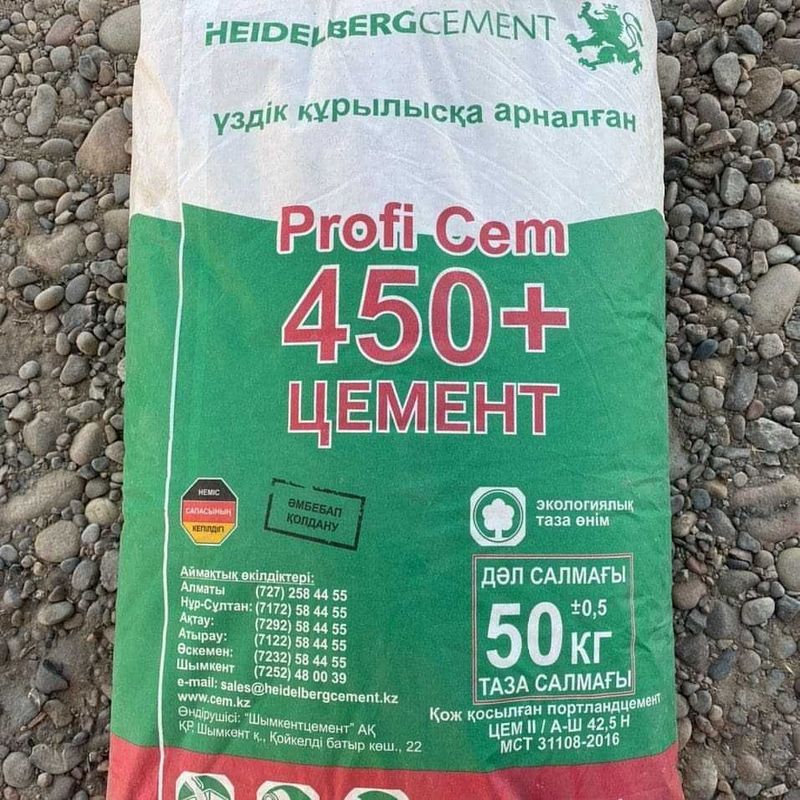 HEIDELBERGCEMENT
үздік құрылысқа арналған
Profi Cem
450+
ЦЕМЕНТ
НЕМІС
САПАСЫНЫҢ
КЕПІЛДІГІ
ӘМБЕБАП
ҚОЛДАНУ
экологиялық
таза өнім
Аймақтық өкілдіктері:
Алматы (727) 258 44 55
Нұр-Сұлтан: (7172) 58 44 55
Ақтау: (7292) 58 44 55
Атырау: (7122) 58 44 55
Өскемен: (7232) 58 44 55
Шымкент (7252) 48 00 39
e-mail: sales@heidelbergcement.kz
www.cem.kz
Өндірушісі: "Шымкентцемент" АҚ
ҚР. Шымкент қ., Қойкелді батыр көш., 22
ДӘЛ САЛМАҒЫ
50 КГ ±0,5
ТАЗА САЛМАҒЫ
Қож қосылған портландцемент
ЦЕМ II / А-Ш 42,5 Н
МСТ 31108-2016